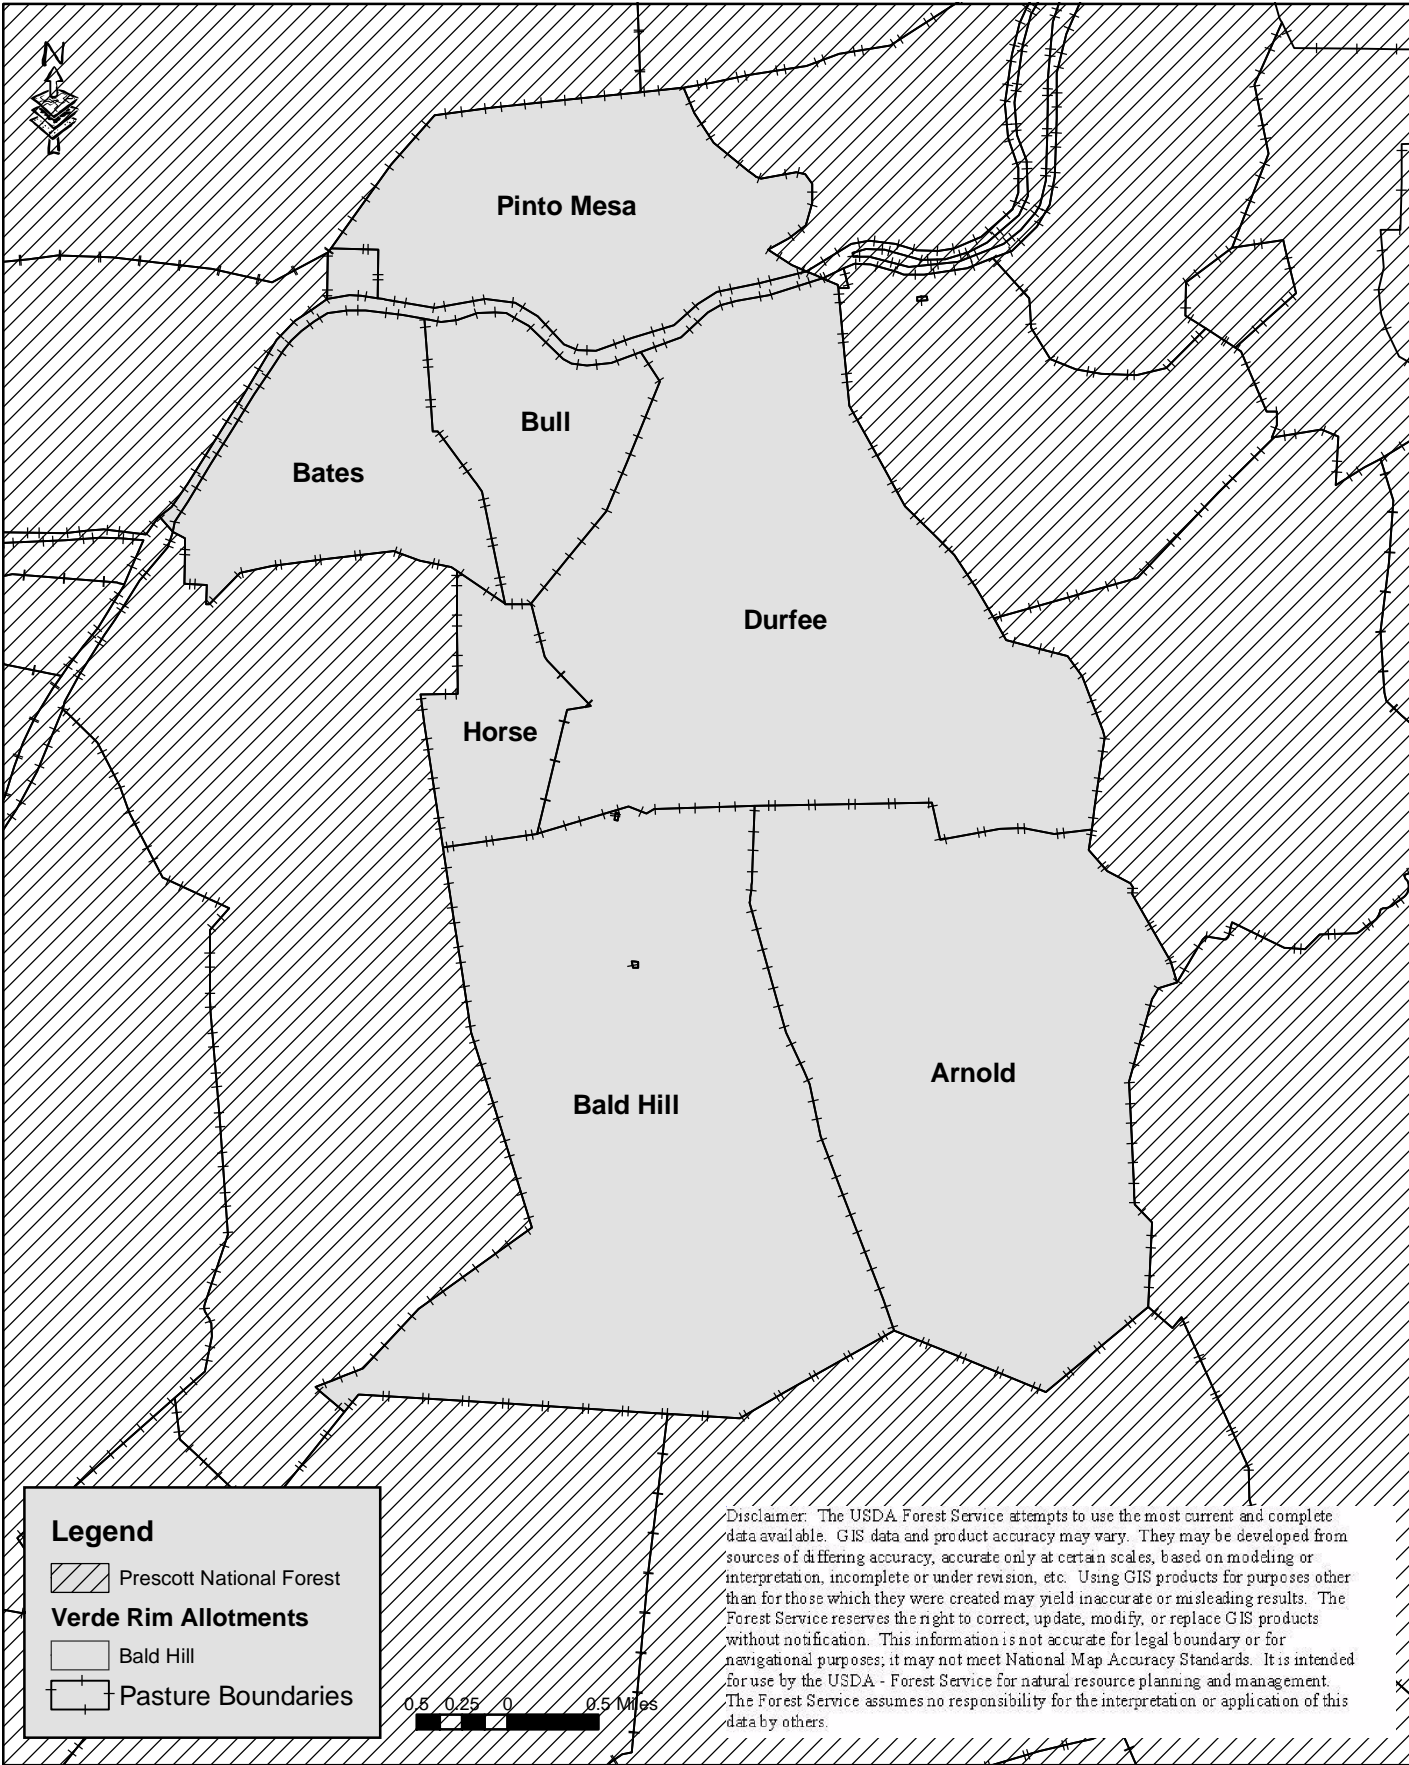 N
Pinto Mesa
Bull
Bates
Durfee
Horse
Arnold
Bald Hill
Legend
Prescott National Forest
Verde Rim Allotments
Bald Hill
Pasture Boundaries
0.5 0.25 0 0.5 Miles
Disclaimer: The USDA Forest Service attempts to use the most current and complete
data available. GIS data and product accuracy may vary. They may be developed from
sources of differing accuracy, accurate only at certain scales, based on modeling or
interpretation, incomplete or under revision, etc. Using GIS products for purposes other
than for those which they were created may yield inaccurate or misleading results. The
Forest Service reserves the right to correct, update, modify, or replace GIS products
without notification. This information is not accurate for legal boundary or for
navigational purposes; it may not meet National Map Accuracy Standards. It is intended
for use by the USDA - Forest Service for natural resource planning and management.
The Forest Service assumes no responsibility for the interpretation or application of this
data by others.